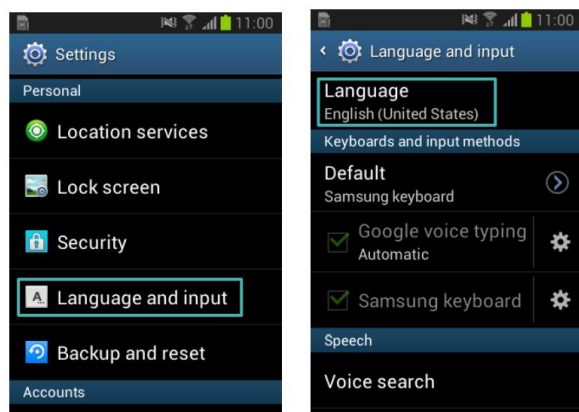 11:00
Settings
Personal
Location services
Lock screen
Security
A
Language and input
Backup and reset
Accounts
11:00
Language and input
Language
English (United States)
Keyboards and input methods
Default
Samsung keyboard
Google voice typing
Automatic
Samsung keyboard
Speech
Voice search